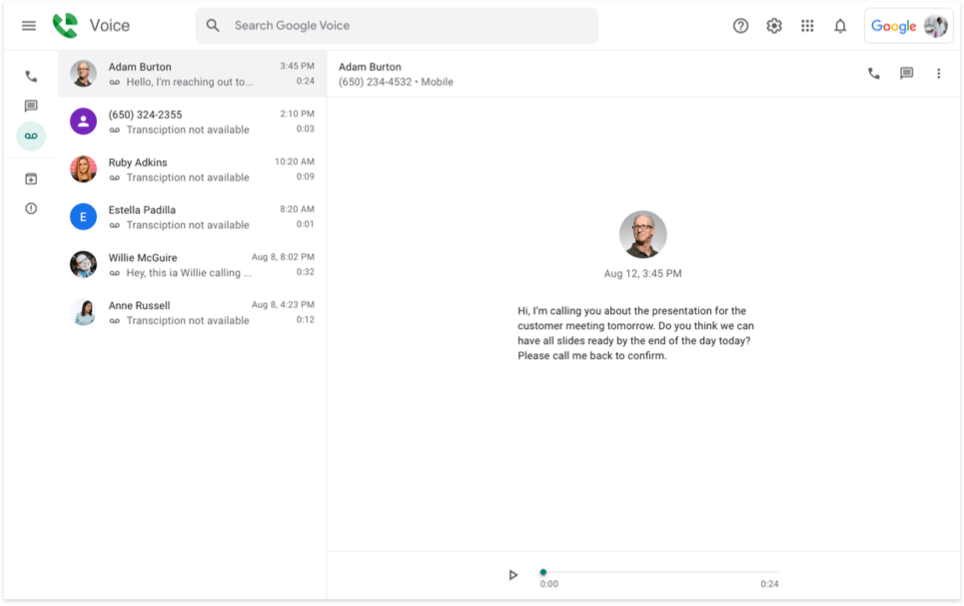 Voice
Search Google Voice
Google
Adam Burton
3:45 PM
Hello, I'm reaching out to...
0:24
(650) 324-2355
2:10 PM
Transciption not available
0:03
Ruby Adkins
10:20 AM
Transciption not available
0:09
E
Estella Padilla
8:20 AM
Transciption not available
0:01
Willie McGuire
Aug 8, 8:02 PM
Hey, this ia Willie calling ...
0:32
Anne Russell
Aug 8, 4:23 PM
Transciption not available
0:12
Adam Burton
(650) 234-4532 • Mobile
Aug 12, 3:45 PM
Hi, I'm calling you about the presentation for the
customer meeting tomorrow. Do you think we can
have all slides ready by the end of the day today?
Please call me back to confirm.
0:00
0:24